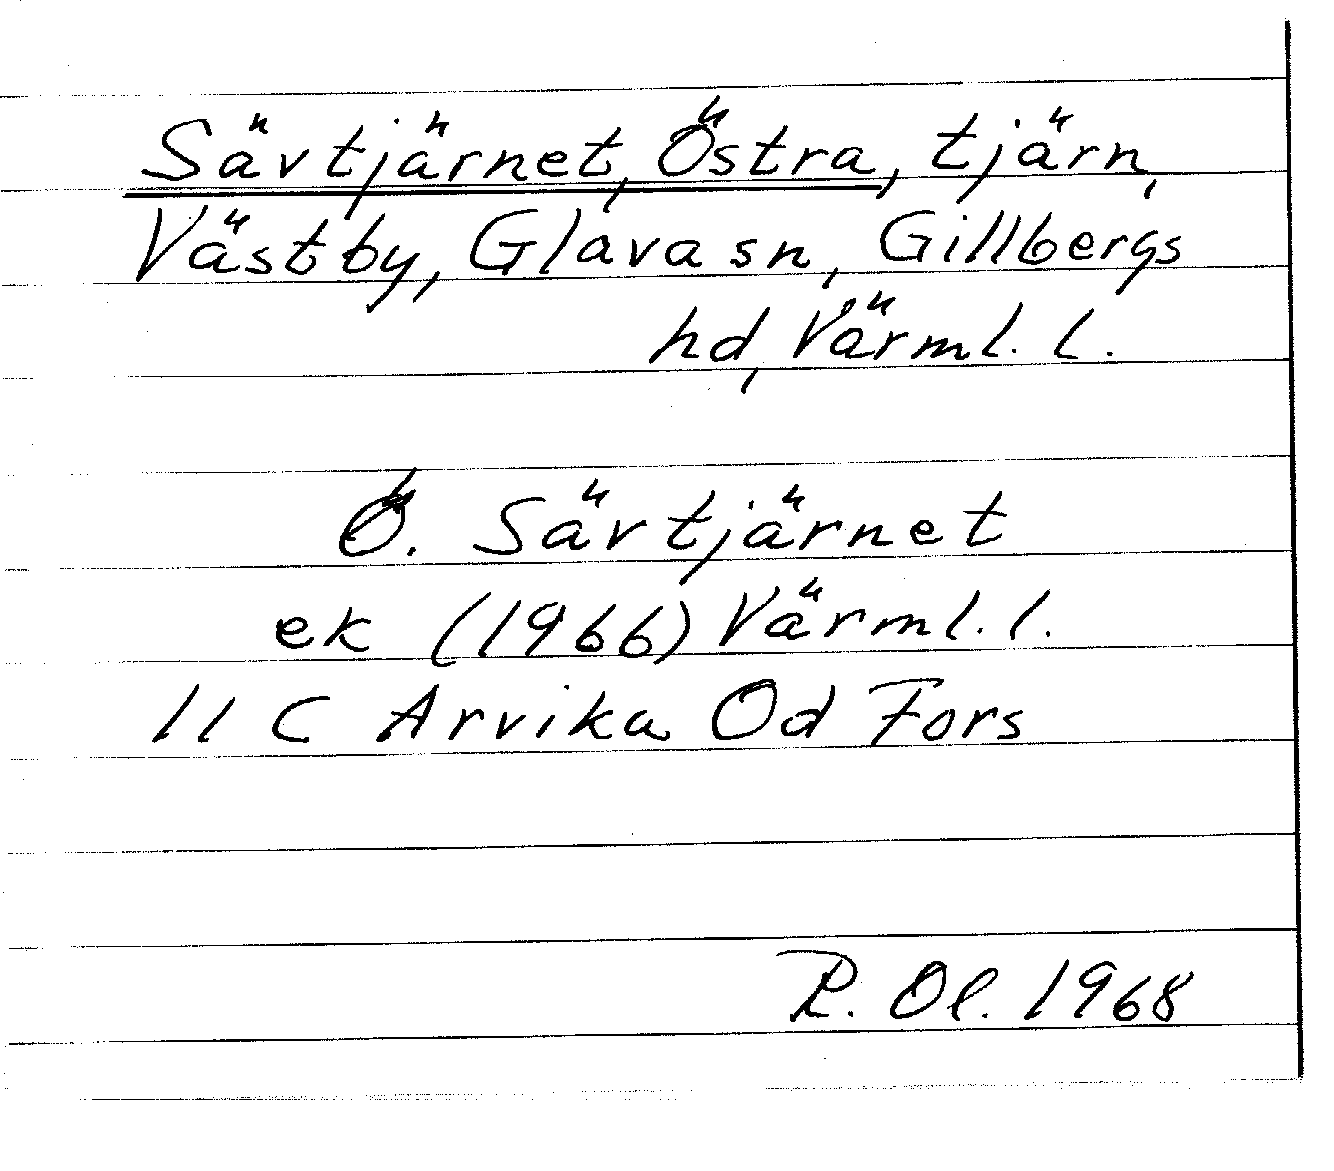 Sävtjärnet, Östra, tjärn,
Västby, Glava sn, Gillbergs
hd, Värml. l.
Ö. Sävtjärnet
ek (1966) Värml. l.
11 C Arvika Od Fors
R. Ol. 1968